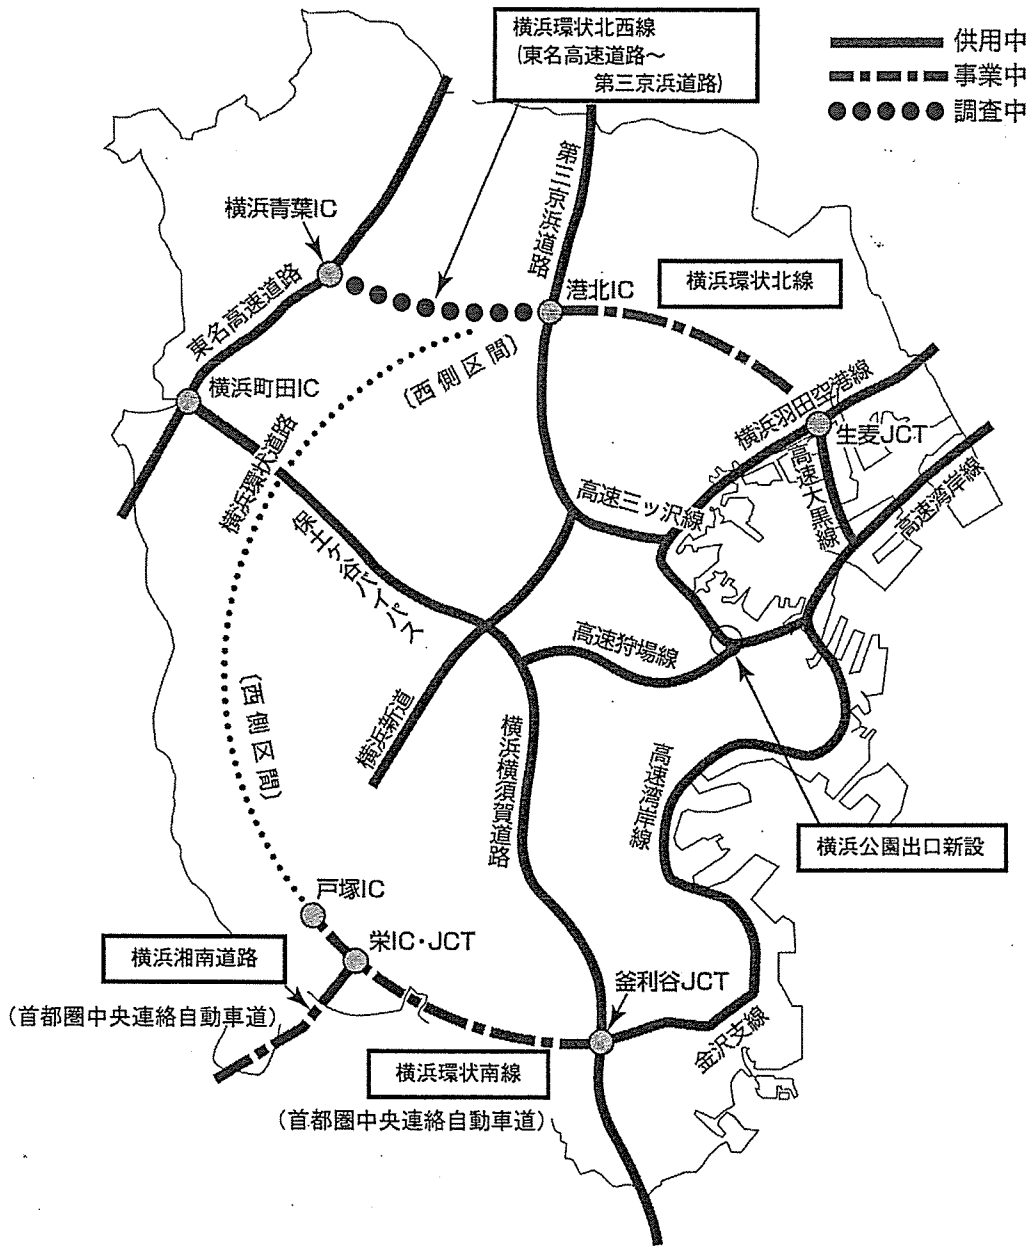 横浜環状北西線
(東名高速道路～
第三京浜道路)
供用中
事業中
調査中
第三京浜道路
横浜青葉IC
東名高速道路
港北IC
横浜環状北線
(西側区間)
横浜町田IC
横浜羽田空港線
生麦JCT
横浜環状道路
高速三ッ沢線
高速大黒線
高速湾岸線
保土ヶ谷バイパス
高速狩場線
(西側区間)
横浜新道
横浜横須賀道路
高速湾岸線
横浜公園出口新設
戸塚IC
栄IC・JCT
横浜湘南道路
(首都圏中央連絡自動車道)
釜利谷JCT
金沢支線
横浜環状南線
(首都圏中央連絡自動車道)